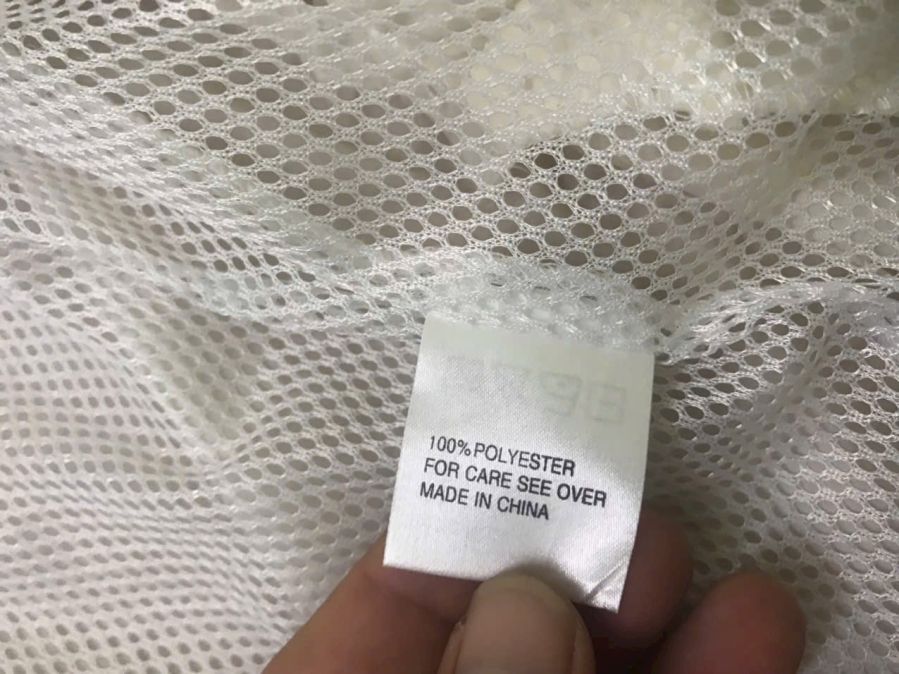 100% POLYESTER
FOR CARE SEE OVER
MADE IN CHINA